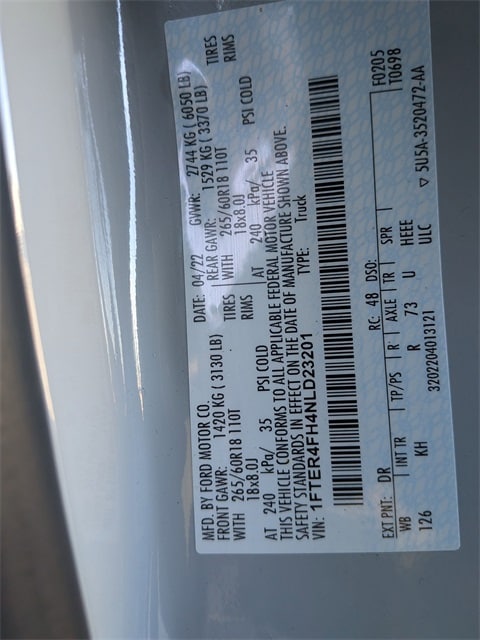 MFD. BY FORD MOTOR CO.
DATE: 04/22 GVWR: 2744 KG ( 6050 LB)
FRONT GAWR: 1420 KG ( 3130 LB) REAR GAWR: 1529 KG ( 3370 LB)
WITH 265/60R18 110T TIRES WITH 265/60R18 110T TIRES
18x8.0J RIMS 18x8.0J RIMS
AT 240 kPa/ 35 PSI COLD AT 240 kPa/ 35 PSI COLD
THIS VEHICLE CONFORMS TO ALL APPLICABLE FEDERAL MOTOR VEHICLE
SAFETY STANDARDS IN EFFECT ON THE DATE OF MANUFACTURE SHOWN ABOVE.
VIN: 1FTER4FH4NLD23201 TYPE: Truck
EXT PNT: DR RC: 48 DSO: F0205
WB INT TR TP/PS R AXLE TR SPR T0698
126 KH R 73 U HEEE
3202204013121 ULC ▽ 5U5A-3520472-AA